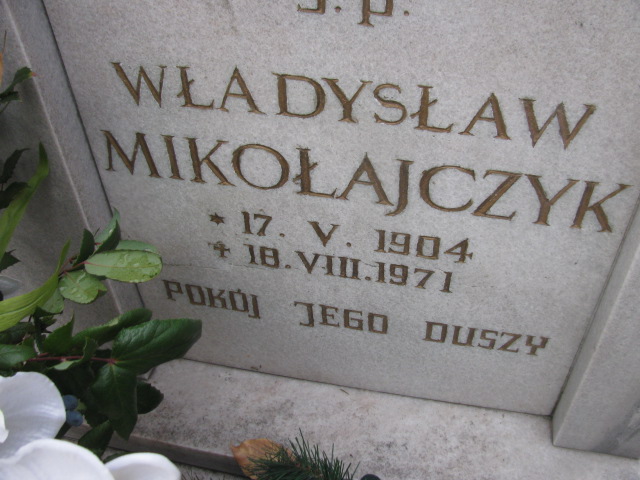 Ś.P.
WŁADYSŁAW
MIKOŁAJCZYK
* 17. V. 1904
✝ 18. VIII. 1971
POKÓJ JEGO DUSZY